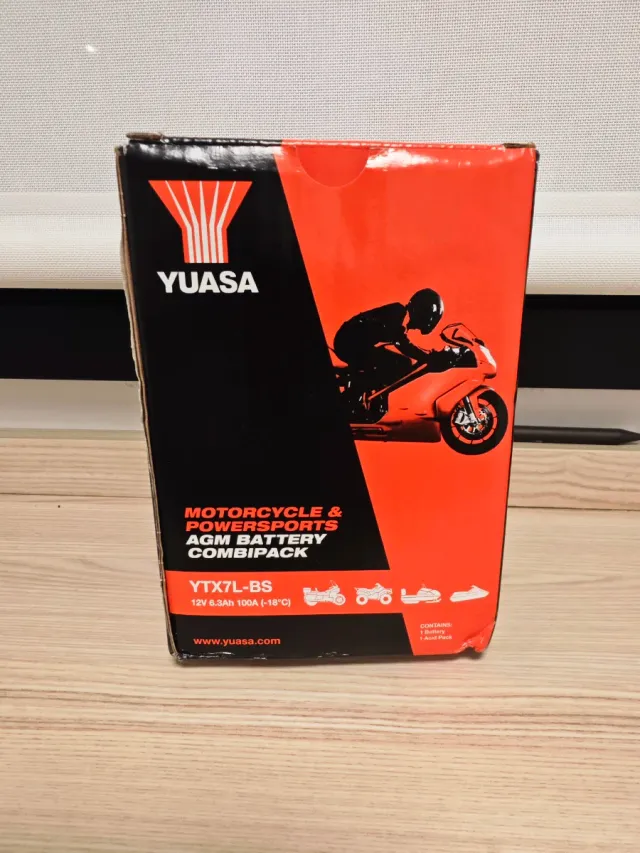 YUASA
MOTORCYCLE &
POWERSPORTS
AGM BATTERY
COMBIPACK
YTX7L-BS
12V 6.3Ah 100A (-18°C)
www.yuasa.com
CONTAINS:
1 Battery
1 Acid Pack